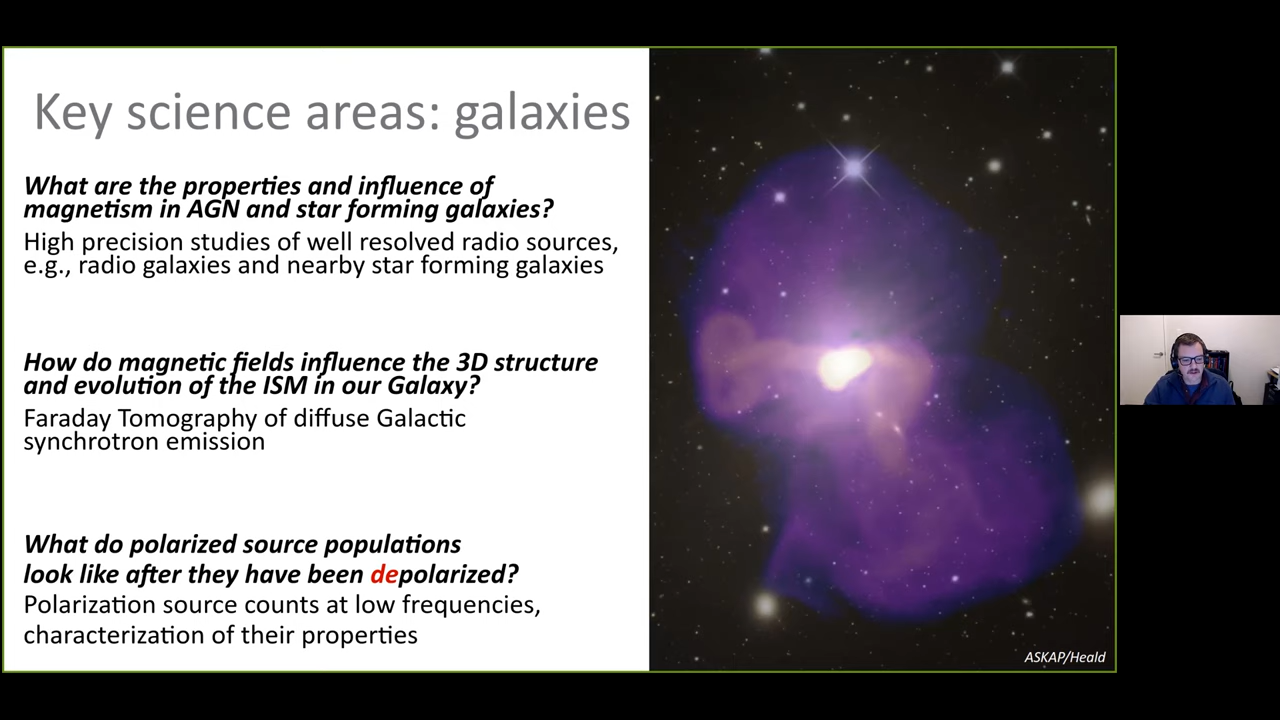 Key science areas: galaxies
What are the properties and influence of
magnetism in AGN and star forming galaxies?
High precision studies of well resolved radio sources,
e.g., radio galaxies and nearby star forming galaxies
How do magnetic fields influence the 3D structure
and evolution of the ISM in our Galaxy?
Faraday Tomography of diffuse Galactic
synchrotron emission
What do polarized source populations
look like after they have been depolarized?
Polarization source counts at low frequencies,
characterization of their properties
ASKAP/Heald